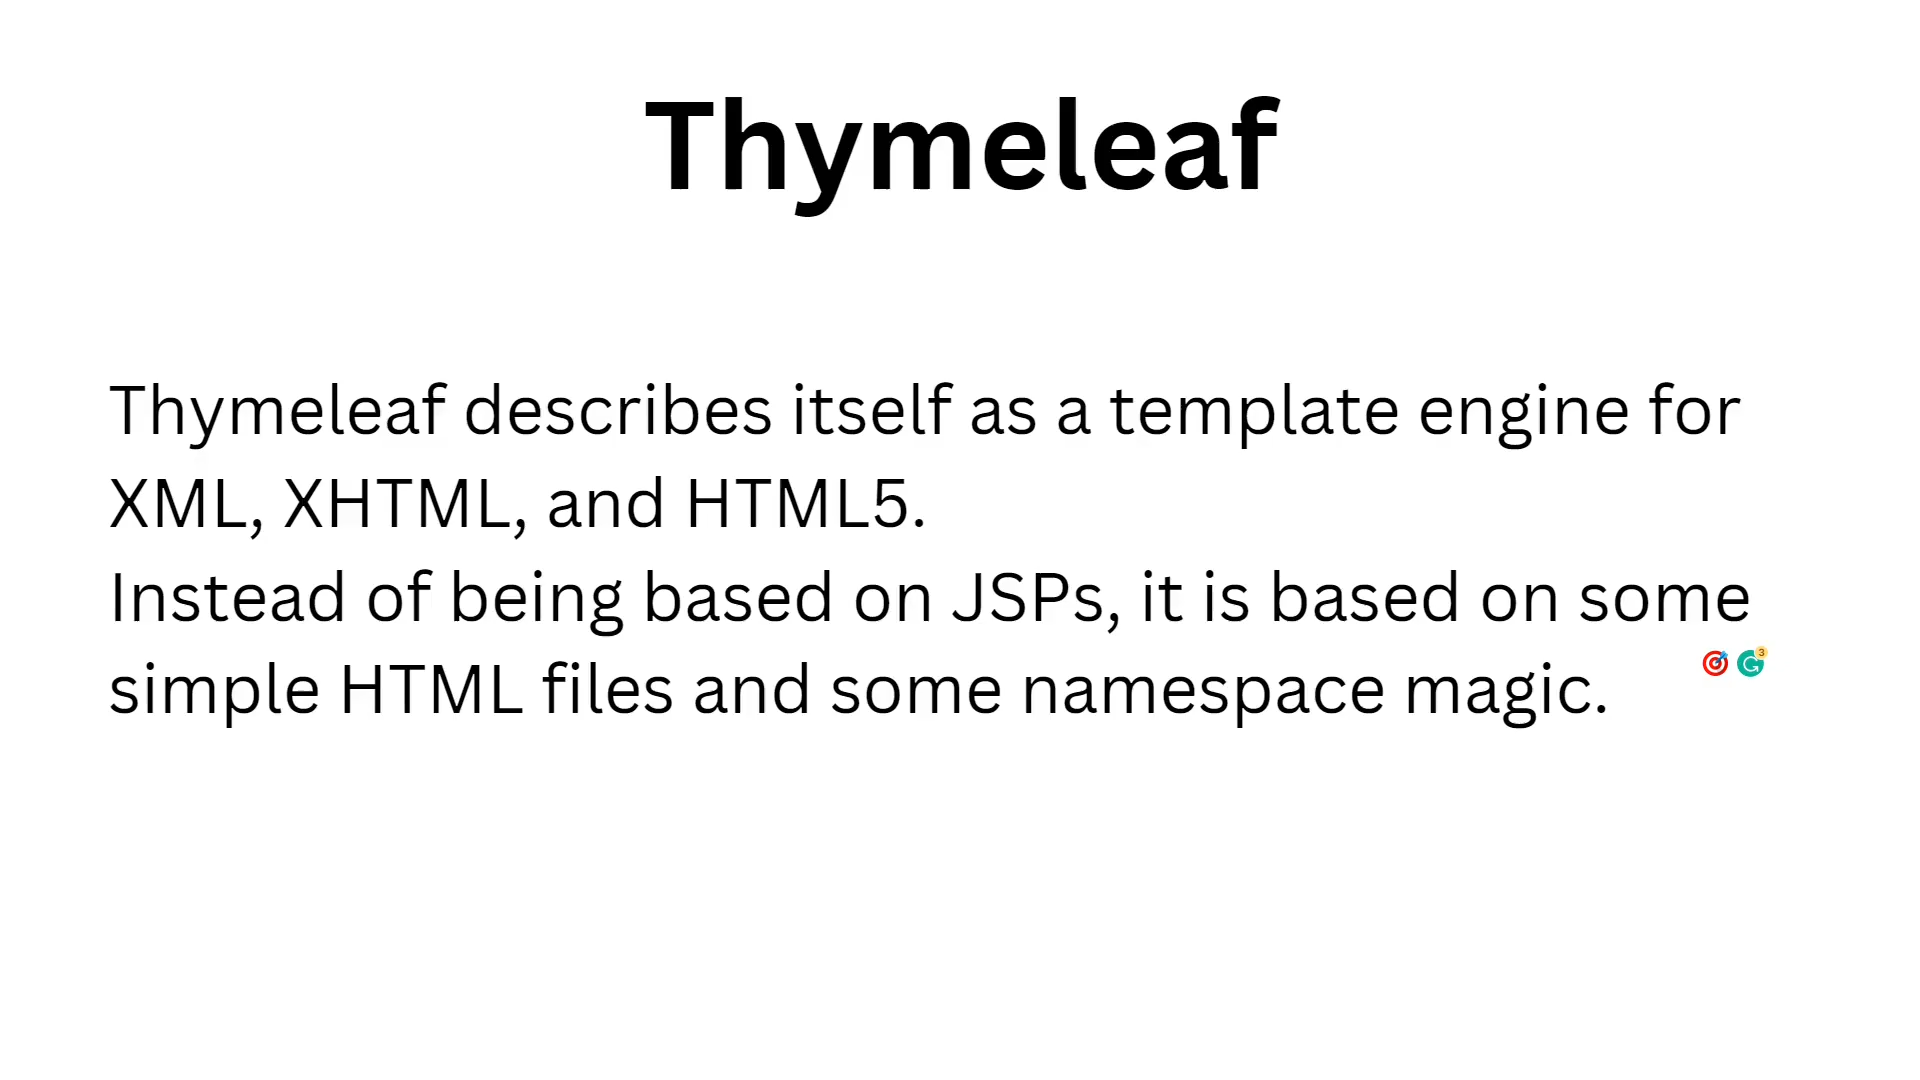 Thymeleaf
Thymeleaf describes itself as a template engine for
XML, XHTML, and HTML5.
Instead of being based on JSPs, it is based on some
simple HTML files and some namespace magic.
3